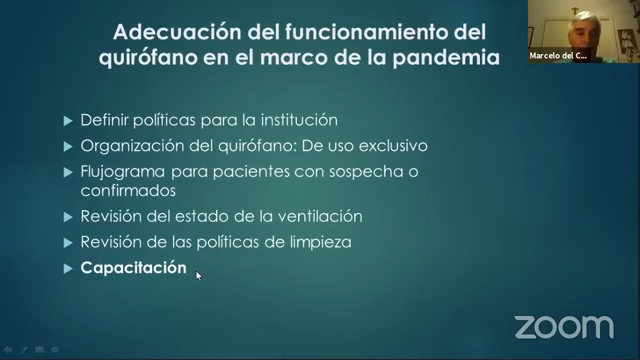 Adecuación del funcionamiento del
quirófano en el marco de la pandemia
Marcelo del C...
Definir políticas para la institución
Organización del quirófano: De uso exclusivo
Flujograma para pacientes con sospecha o
confirmados
Revisión del estado de la ventilación
Revisión de las políticas de limpieza
Capacitación
zoom